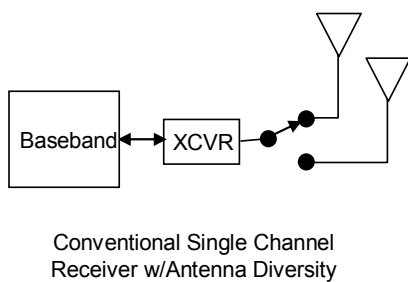 Baseband
XCVR
Conventional Single Channel
Receiver w/Antenna Diversity